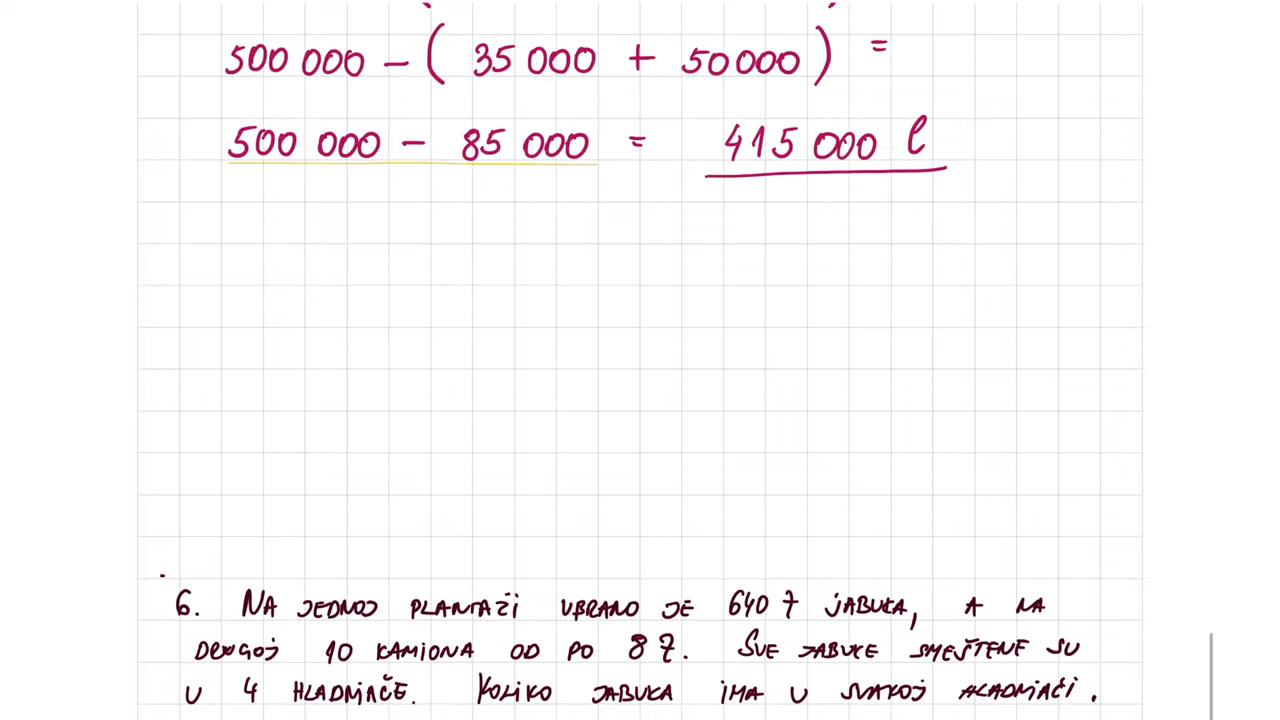 500 000 - ( 35 000 + 50000 ) =
500 000 - 85 000 = 415 000 l
6. NA JEDNOJ PLANTAŽI UBRANO JE 640 t JABUKA, A NA
DRUGOJ 10 KAMIONA OD PO 8 t. SVE JABUKE SMEŠTENE SU
U 4 HLADNJAČE. KOLIKO JABUKA IMA U SVAKOJ HLADNJAČI.